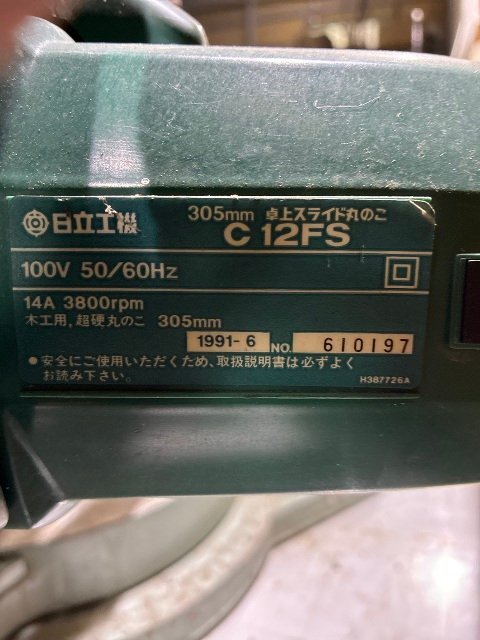 日立工機
305mm 卓上スライド丸のこ
C 12FS
100V 50/60Hz
14A 3800rpm
木工用, 超硬丸のこ 305mm
1991-6 NO. 610197
●安全にご使用いただくため、取扱説明書は必ずよく
お読み下さい。
H387726A